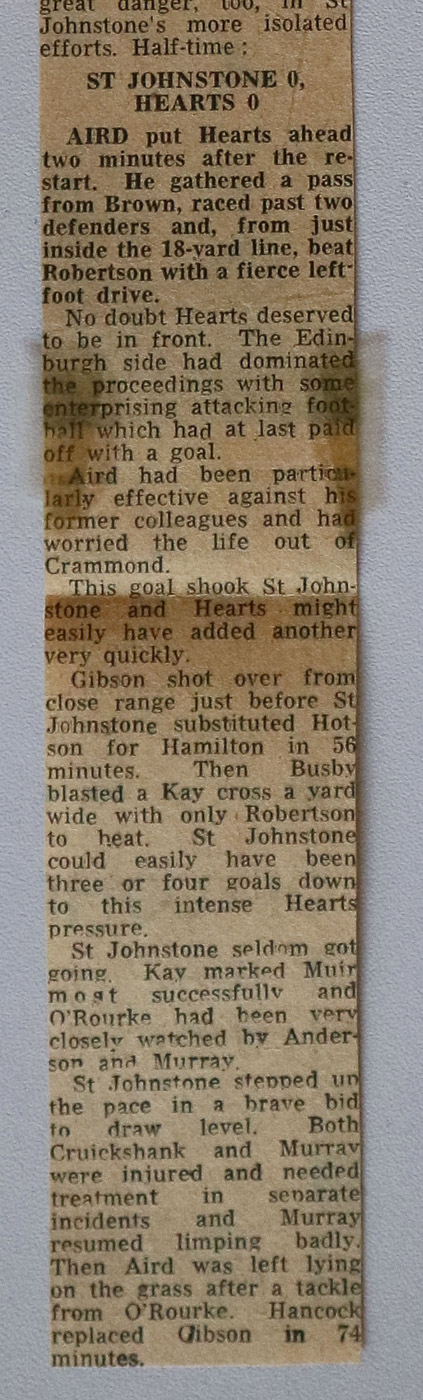 great danger, too, in St
Johnstone's more isolated
efforts. Half-time:
ST JOHNSTONE 0,
HEARTS 0
AIRD put Hearts ahead
two minutes after the re-
start. He gathered a pass
from Brown, raced past two
defenders and, from just
inside the 18-yard line, beat
Robertson with a fierce left-
foot drive.
No doubt Hearts deserved
to be in front. The Edin-
burgh side had dominated
the proceedings with some
enterprising attacking foot-
ball which had at last paid
off with a goal.
Aird had been particu-
larly effective against his
former colleagues and had
worried the life out of
Crammond.
This goal shook St John-
stone and Hearts might
easily have added another
very quickly.
Gibson shot over from
close range just before St
Johnstone substituted Hot-
son for Hamilton in 56
minutes. Then Busby
blasted a Kay cross a yard
wide with only Robertson
to beat. St Johnstone
could easily have been
three or four goals down
to this intense Hearts
pressure.
St Johnstone seldom got
going. Kay marked Muir
most successfully and
O'Rourke had been very
closely watched by Ander-
son and Murray.
St Johnstone stepped up
the pace in a brave bid
to draw level. Both
Cruickshank and Murray
were injured and needed
treatment in separate
incidents and Murray
resumed limping badly.
Then Aird was left lying
on the grass after a tackle
from O'Rourke. Hancock
replaced Gibson in 74
minutes.